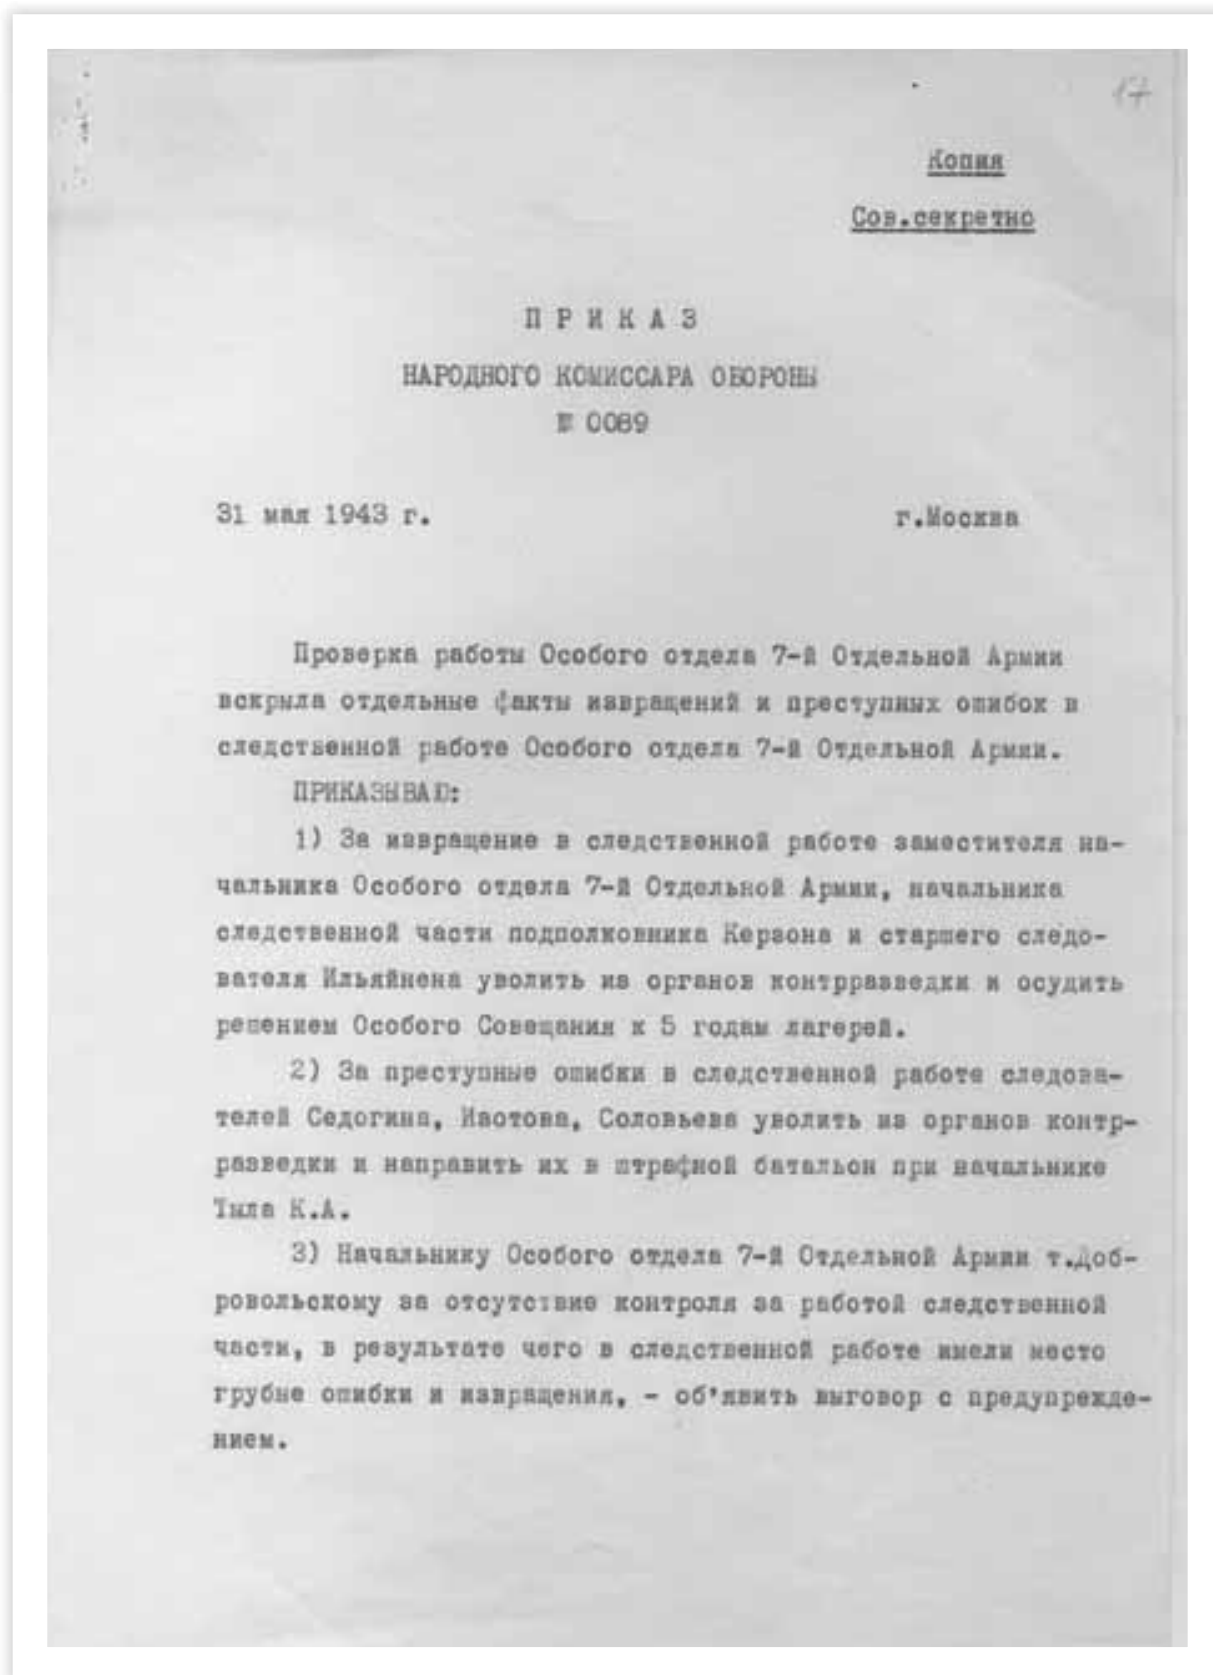 17
Копия
Сов.секретно
П Р И К А З
НАРОДНОГО КОМИССАРА ОБОРОНЫ
№ 0089
31 мая 1943 г.
г.Москва
Проверка работы Особого отдела 7-й Отдельной Армии
вскрыла отдельные факты извращений и преступных ошибок в
следственной работе Особого отдела 7-й Отдельной Армии.
ПРИКАЗЫВАЮ:
1) За извращение в следственной работе заместителя на-
чальника Особого отдела 7-й Отдельной Армии, начальника
следственной части подполковника Керзона и старшего следо-
вателя Ильяйнена уволить из органов контрразведки и осудить
решением Особого Совещания к 5 годам лагерей.
2) За преступные ошибки в следственной работе следова-
телей Седогина, Изотова, Соловьева уволить из органов контр-
разведки и направить их в штрафной батальон при начальнике
Тыла К.А.
3) Начальнику Особого отдела 7-й Отдельной Армии т.Доб-
ровольскому за отсутствие контроля за работой следственной
части, в результате чего в следственной работе имели место
грубые ошибки и извращения, - об'явить выговор с предупрежде-
нием.